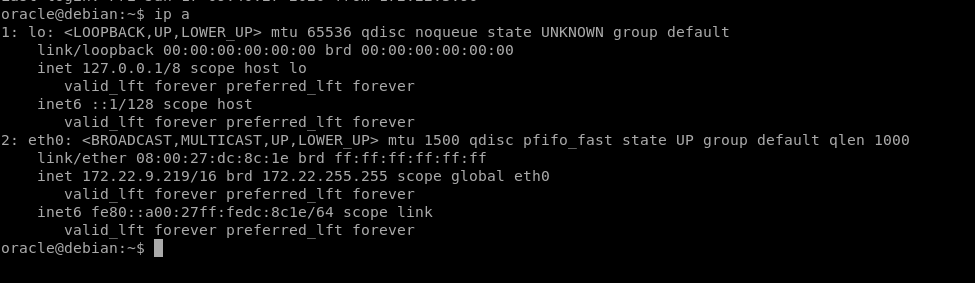 oracle@debian:~$ ip a
1: lo: <LOOPBACK,UP,LOWER_UP> mtu 65536 qdisc noqueue state UNKNOWN group default
    link/loopback 00:00:00:00:00:00 brd 00:00:00:00:00:00
    inet 127.0.0.1/8 scope host lo
       valid_lft forever preferred_lft forever
    inet6 ::1/128 scope host
       valid_lft forever preferred_lft forever
2: eth0: <BROADCAST,MULTICAST,UP,LOWER_UP> mtu 1500 qdisc pfifo_fast state UP group default qlen 1000
    link/ether 08:00:27:dc:8c:1e brd ff:ff:ff:ff:ff:ff
    inet 172.22.9.219/16 brd 172.22.255.255 scope global eth0
       valid_lft forever preferred_lft forever
    inet6 fe80::a00:27ff:fedc:8c1e/64 scope link
       valid_lft forever preferred_lft forever
oracle@debian:~$